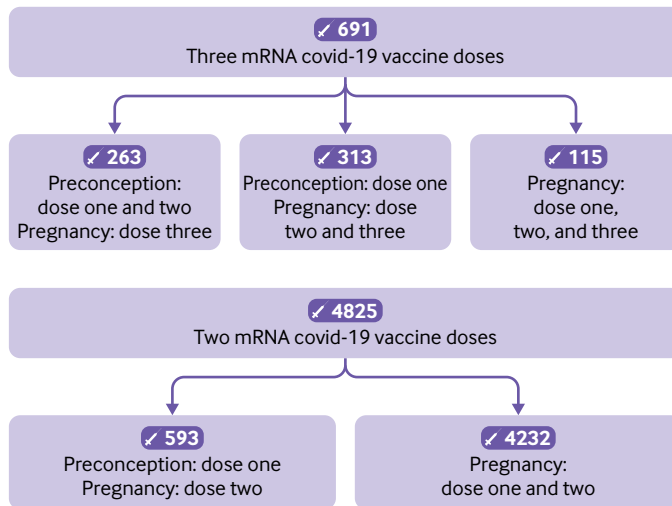 691
Three mRNA covid-19 vaccine doses
263
Preconception:
dose one and two
Pregnancy: dose three
313
Preconception: dose one
Pregnancy: dose
two and three
115
Pregnancy:
dose one,
two, and three
4825
Two mRNA covid-19 vaccine doses
593
Preconception: dose one
Pregnancy: dose two
4232
Pregnancy:
dose one and two